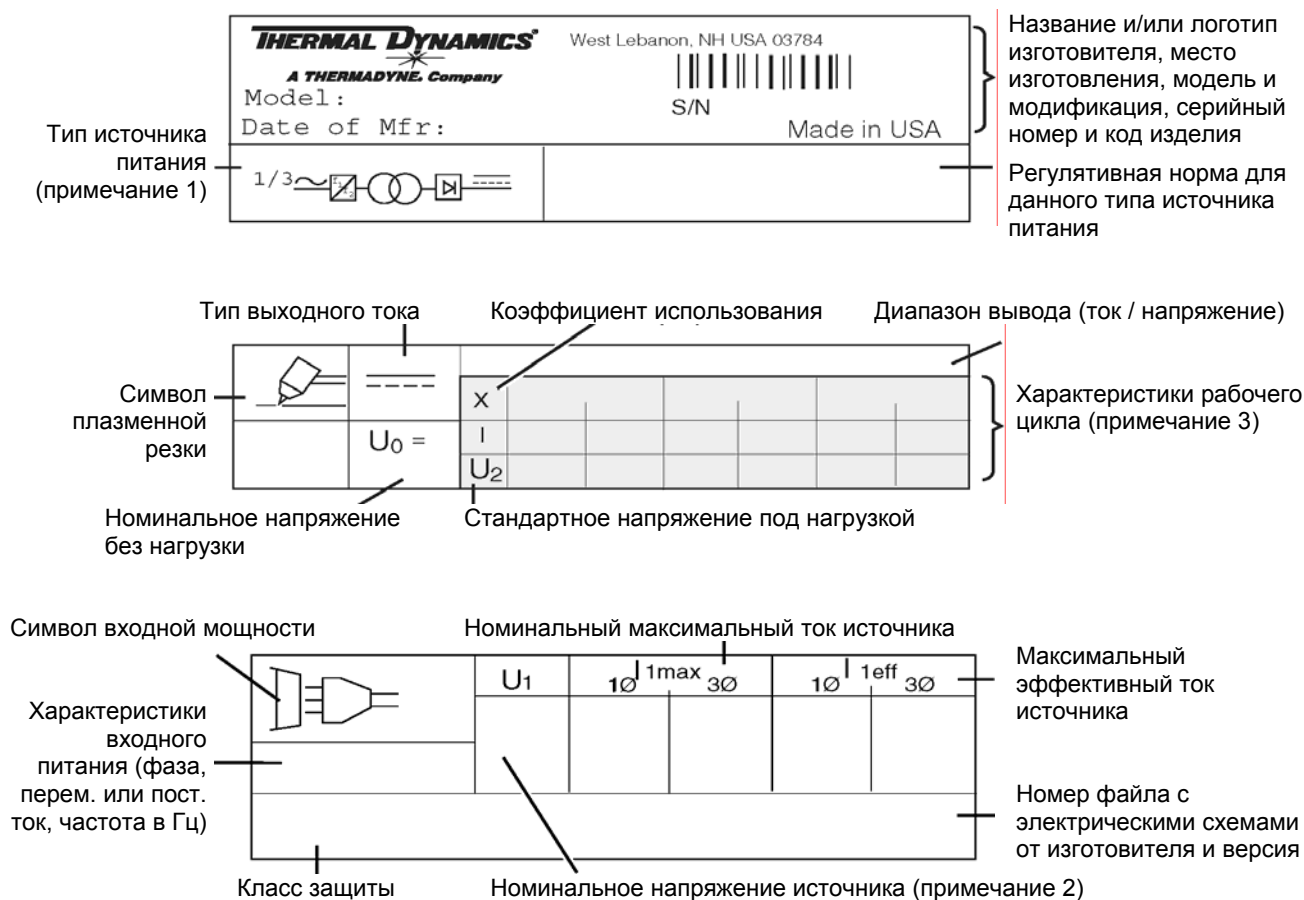 THERMAL DYNAMICS®
A THERMADYNE® Company
West Lebanon, NH USA 03784
Model:
S/N
Date of Mfr:
Made in USA
Название и/или логотип
изготовителя, место
изготовления, модель и
модификация, серийный
номер и код изделия
Тип источника
питания
(примечание 1)
1/3
f1
f2
Регулятивная норма для
данного типа источника
питания
Тип выходного тока
Коэффициент использования
Диапазон вывода (ток / напряжение)
Символ
плазменной
резки
X
I
U0 =
U2
Характеристики рабочего
цикла (примечание 3)
Номинальное напряжение
без нагрузки
Стандартное напряжение под нагрузкой
Символ входной мощности
Номинальный максимальный ток источника
U1
1Ø I 1max 3Ø
1Ø I 1eff 3Ø
Максимальный
эффективный ток
источника
Характеристики
входного
питания (фаза,
перем. или пост.
ток, частота в Гц)
Номер файла с
электрическими схемами
от изготовителя и версия
Класс защиты
Номинальное напряжение источника (примечание 2)